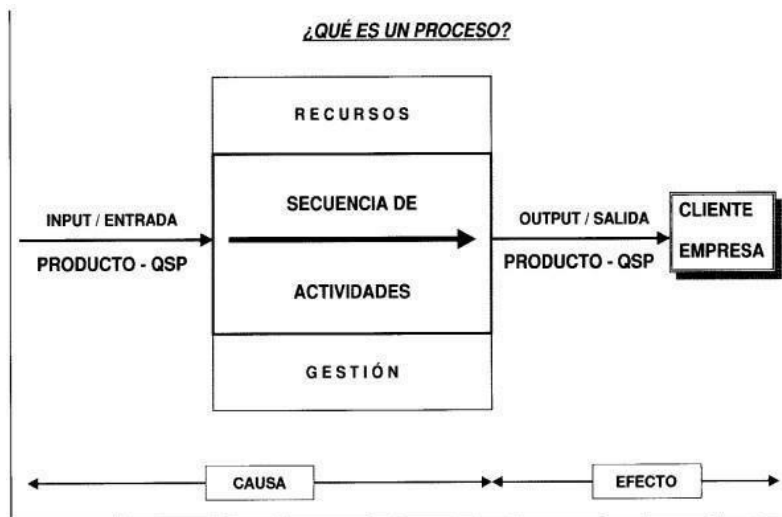 ¿QUÉ ES UN PROCESO?
RECURSOS
INPUT / ENTRADA
PRODUCTO - QSP
SECUENCIA DE
ACTIVIDADES
OUTPUT / SALIDA
PRODUCTO - QSP
CLIENTE
EMPRESA
GESTIÓN
CAUSA
EFECTO